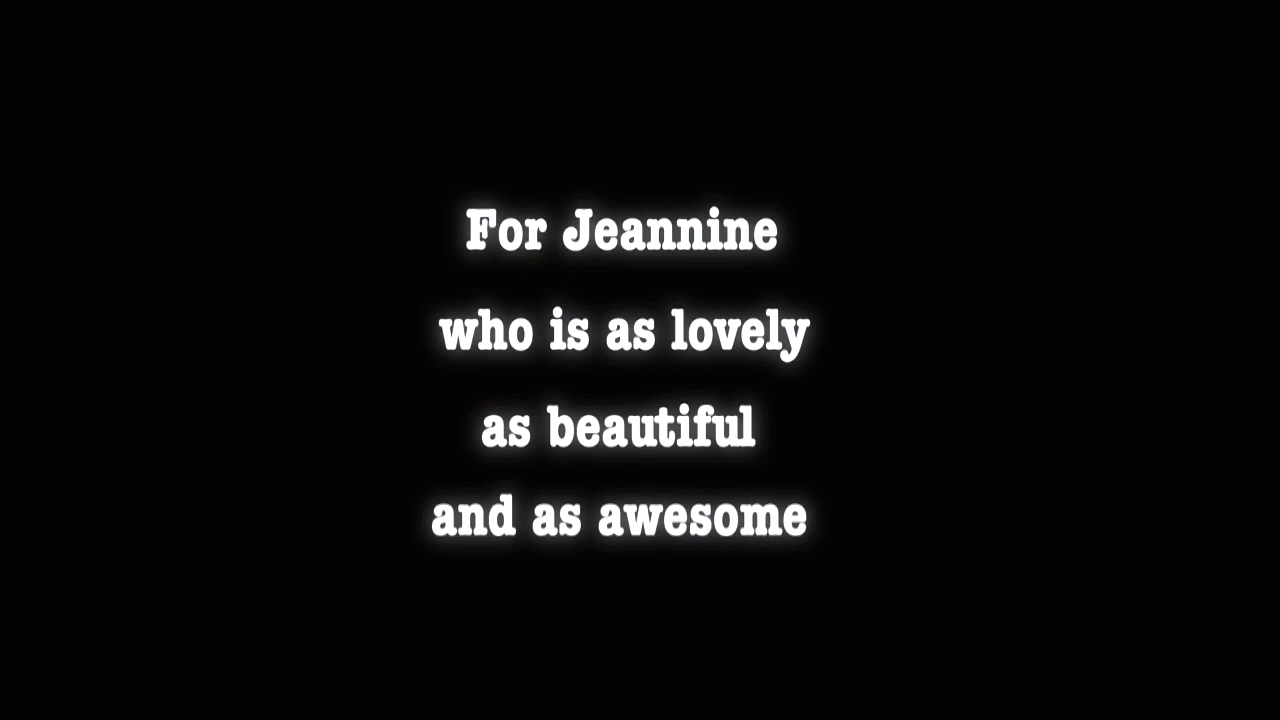 For Jeannine
who is as lovely
as beautiful
and as awesome